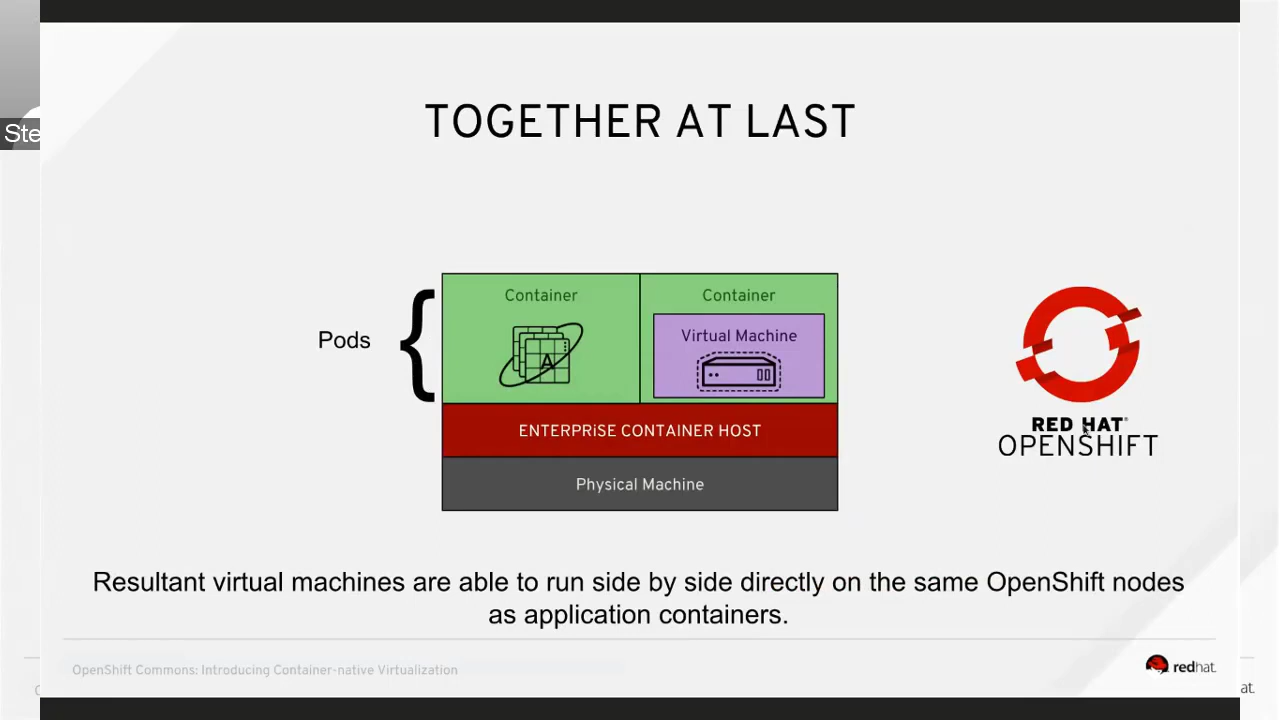 TOGETHER AT LAST
Ste
Container
Container
Virtual Machine
A
Pods
{
ENTERPRiSE CONTAINER HOST
Physical Machine
RED HAT®
OPENSHIFT
Resultant virtual machines are able to run side by side directly on the same OpenShift nodes
as application containers.
OpenShift Commons: Introducing Container-native Virtualization
redhat.
at.